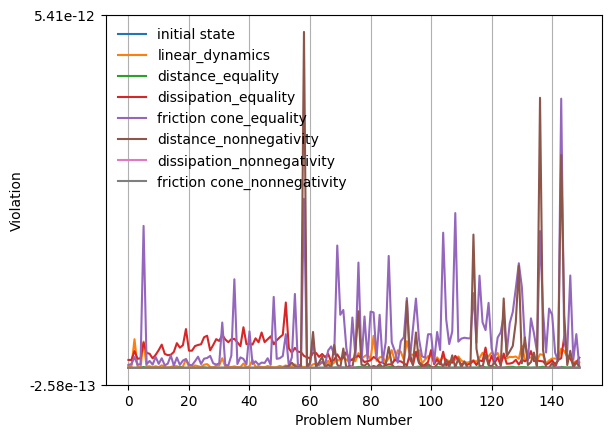 5.41e-12
initial state
linear_dynamics
distance_equality
dissipation_equality
friction cone_equality
distance_nonnegativity
dissipation_nonnegativity
friction cone_nonnegativity
Violation
-2.58e-13
0 20 40 60 80 100 120 140
Problem Number